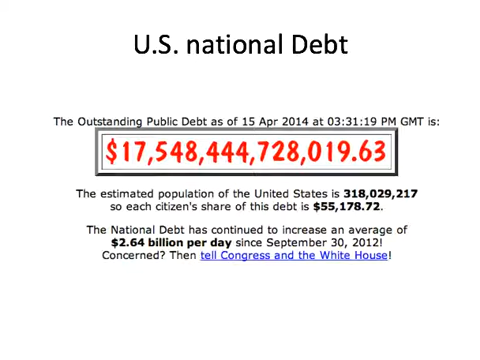 U.S. national Debt
The Outstanding Public Debt as of 15 Apr 2014 at 03:31:19 PM GMT is:
$17,548,444,728,019.63
The estimated population of the United States is 318,029,217
so each citizen's share of this debt is $55,178.72.
The National Debt has continued to increase an average of
$2.64 billion per day since September 30, 2012!
Concerned? Then tell Congress and the White House!